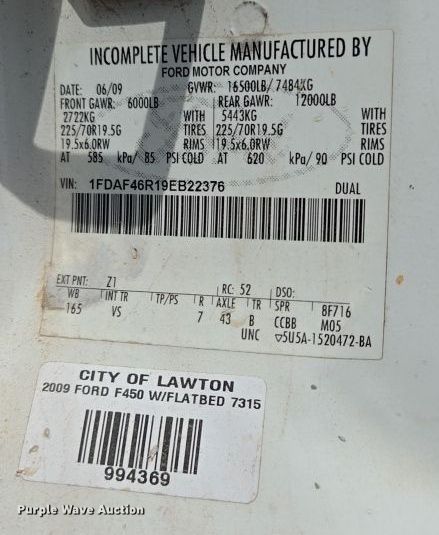 INCOMPLETE VEHICLE MANUFACTURED BY
FORD MOTOR COMPANY
DATE: 06/09 GVWR: 16500LB/ 7484KG
FRONT GAWR: 6000LB REAR GAWR: 12000LB
2722KG WITH 5443KG WITH
225/70R19.5G TIRES 225/70R19.5G TIRES
19.5x6.0RW RIMS 19.5x6.0RW RIMS
AT 585 kPa/ 85 PSI COLD AT 620 kPa/ 90 PSI COLD
VIN: 1FDAF46R19EB22376 DUAL
EXT PNT: Z1 RC: 52 DSO:
WB INT TR TP/PS R AXLE TR SPR BF716
165 VS 7 43 B CCBB M05
UNC ▽5U5A-1520472-BA
CITY OF LAWTON
2009 FORD F450 W/FLATBED 7315
994369
Purple Wave Auction